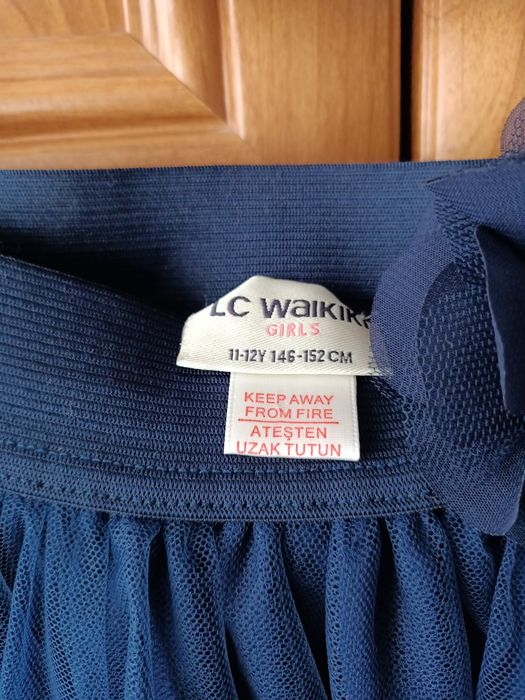 LC WAIKIKI
GIRLS
11-12Y 146-152 CM
KEEP AWAY
FROM FIRE
ATEŞTEN
UZAK TUTUN